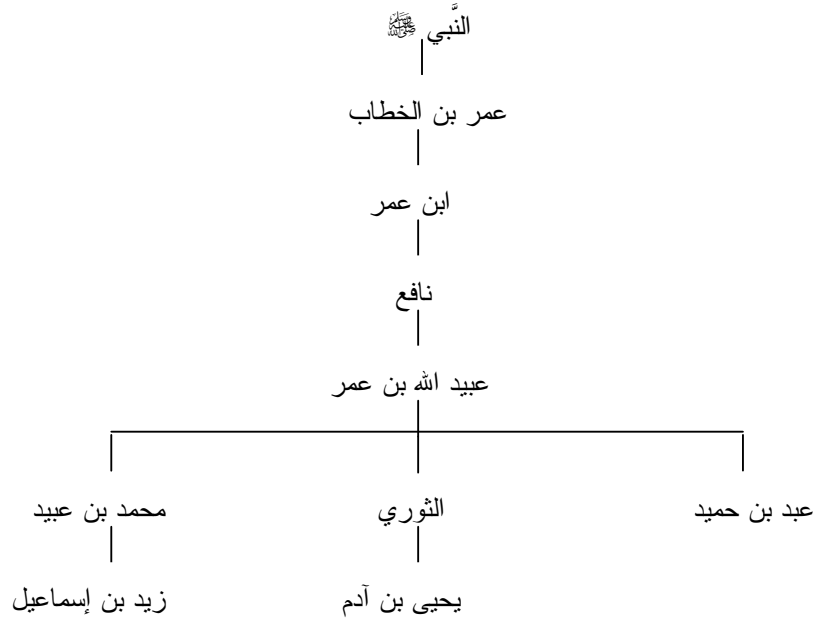 النَّبي ﷺ
عمر بن الخطاب
ابن عمر
نافع
عبيد الله بن عمر
عبد بن حميد
الثوري
محمد بن عبيد
يحيى بن آدم
زيد بن إسماعيل